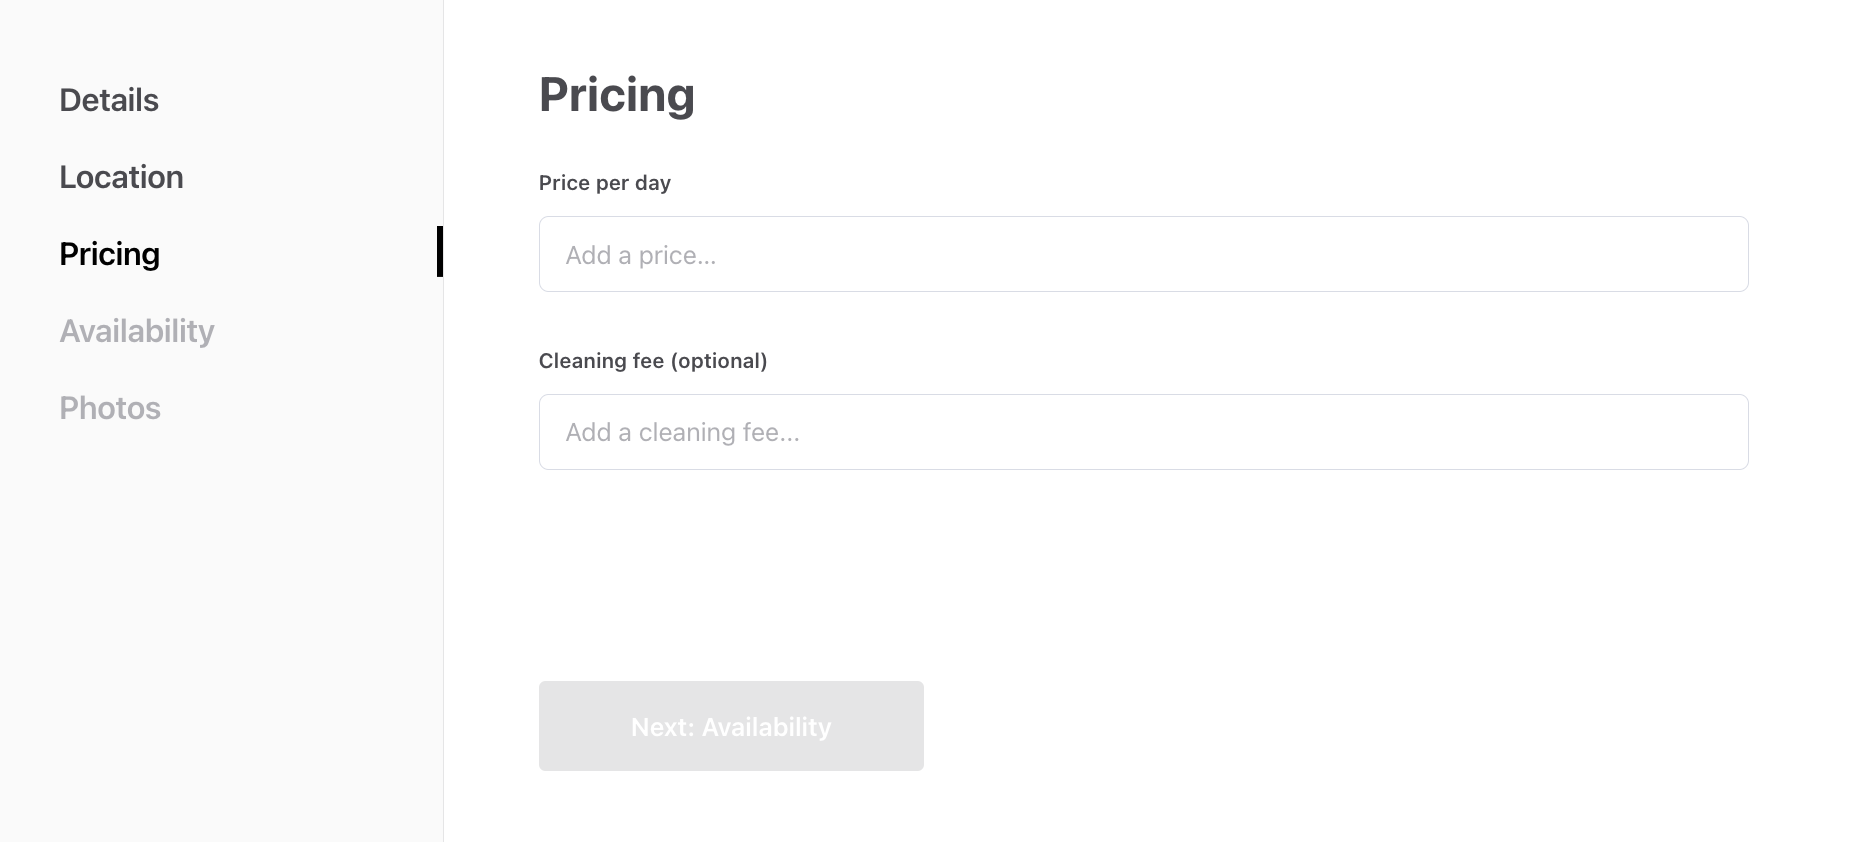 Details
Location
Pricing
Availability
Photos
Pricing
Price per day
Add a price...
Cleaning fee (optional)
Add a cleaning fee...
Next: Availability